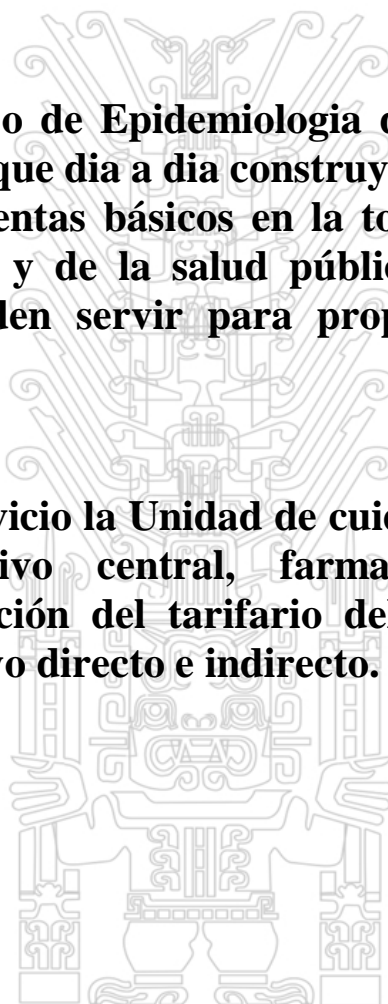 o de Epidemiologia
que dia a dia construy
entas básicos en la to
y de la salud públic
den servir para prop
vicio la Unidad de cuid
ivo central, farma
ción del tarifario del
vo directo e indirecto.